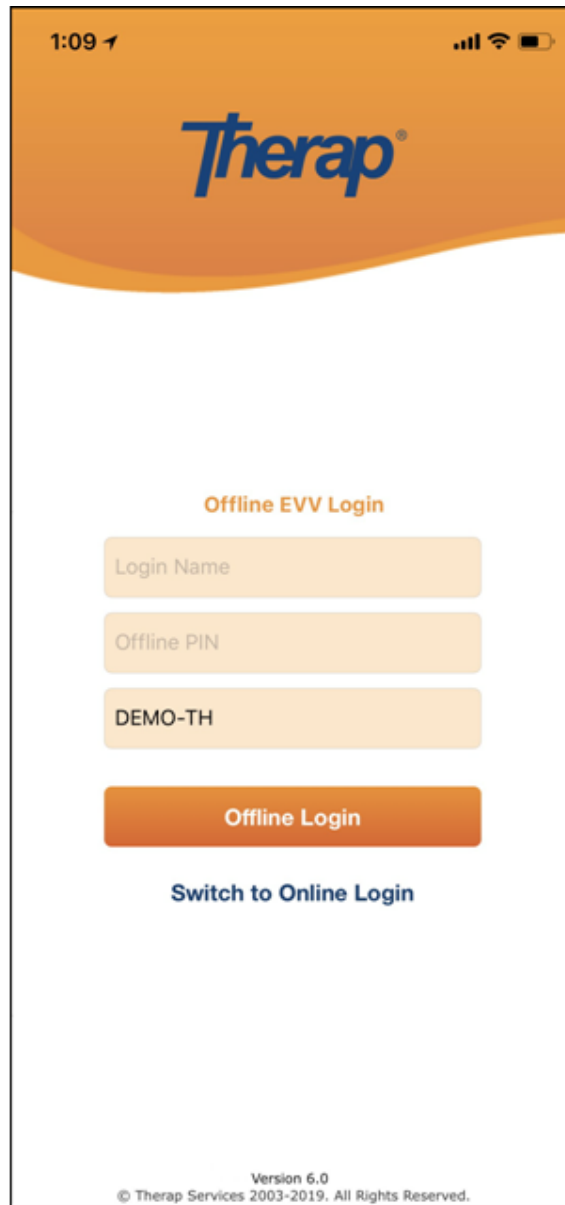 1:09
Therap®
Offline EVV Login
Login Name
Offline PIN
DEMO-TH
Offline Login
Switch to Online Login
Version 6.0
© Therap Services 2003-2019. All Rights Reserved.